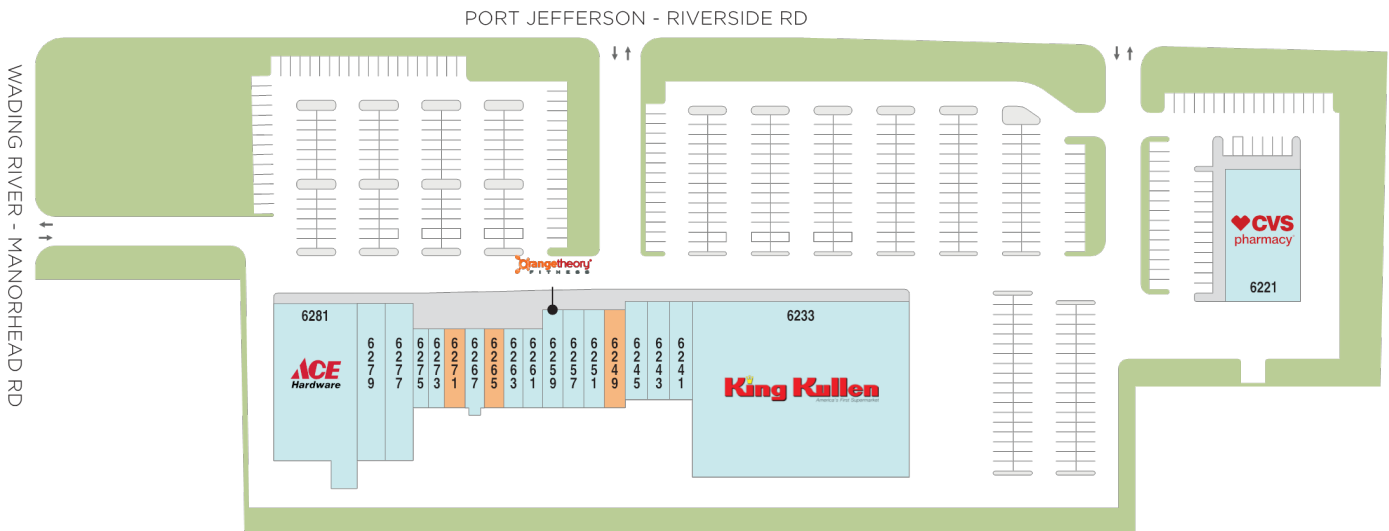 PORT JEFFERSON - RIVERSIDE RD
WADING RIVER - MANORHEAD RD
orangetheory
FITNESS
6281
ACE
Hardware
6279
6277
6275
6273
6271
6267
6265
6263
6261
6259
6257
6251
6249
6245
6243
6241
6233
King Kullen
America's First Supermarket
CVS
pharmacy
6221